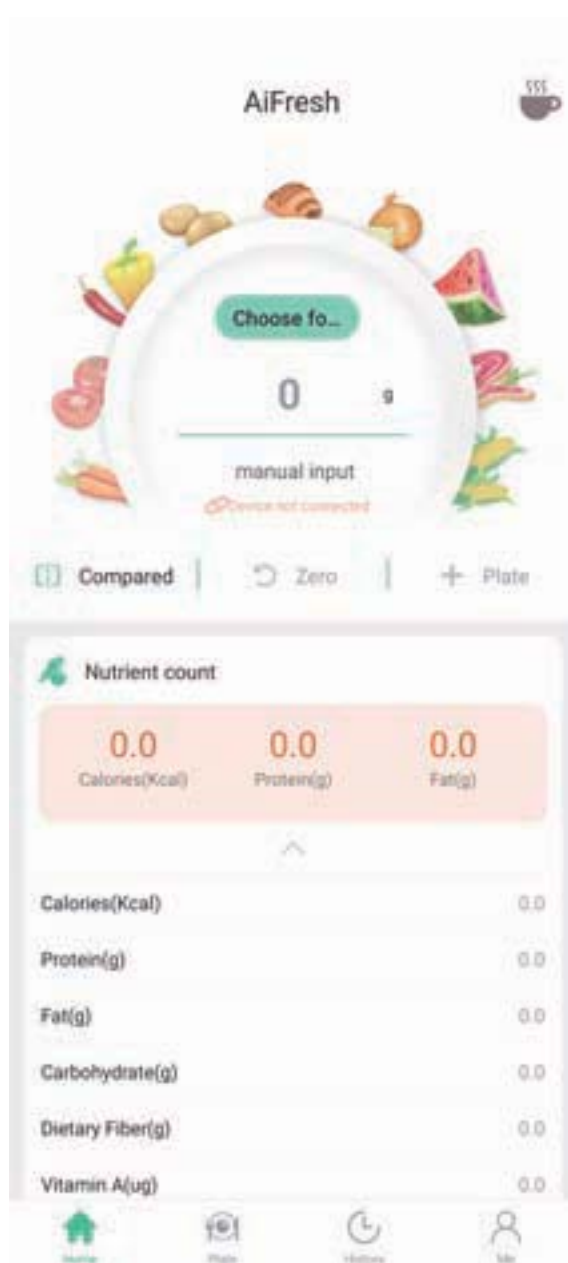 AiFresh
Choose fo...
0 g
manual input
Device not connected
Compared Zero Plate
Nutrient count
0.0 0.0 0.0
Calories(Kcal) Protein(g) Fat(g)
Calories(Kcal) 0.0
Protein(g) 0.0
Fat(g) 0.0
Carbohydrate(g) 0.0
Dietary Fiber(g) 0.0
Vitamin A(ug) 0.0
Home Plate History Me